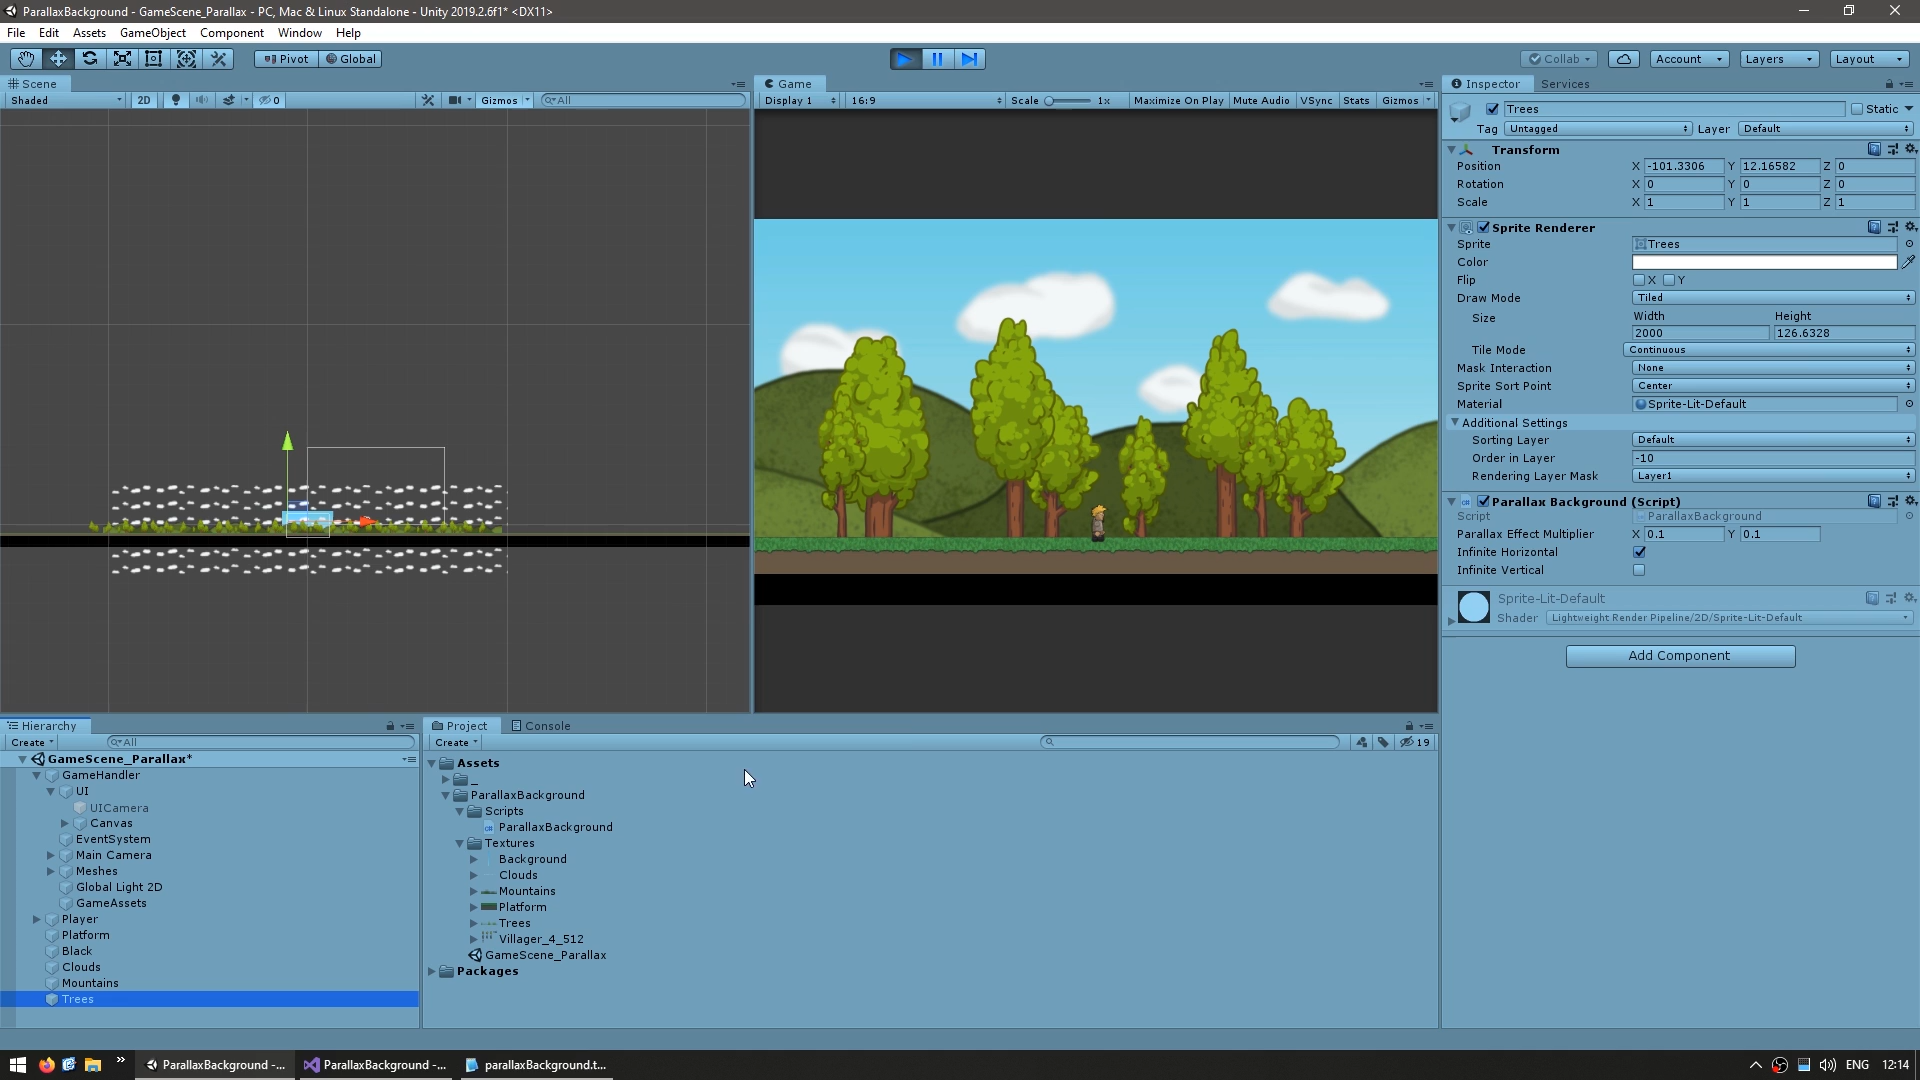 ParallaxBackground - GameScene_Parallax - PC, Mac & Linux Standalone - Unity 2019.2.6f1* <DX11>
File Edit Assets GameObject Component Window Help
Pivot Global Collab Account Layers Layout
Scene Game Inspector Services
Shaded 2D 0 Gizmos All Display 1 16:9 Scale 1x Maximize On Play Mute Audio VSync Stats Gizmos
Trees Static
Tag Untagged Layer Default
Transform
Position X -101.3306 Y 12.16582 Z 0
Rotation X 0 Y 0 Z 0
Scale X 1 Y 1 Z 1
Sprite Renderer
Sprite Trees
Color
Flip X Y
Draw Mode Tiled
Size Width Height
2000 126.6328
Tile Mode Continuous
Mask Interaction None
Sprite Sort Point Center
Material Sprite-Lit-Default
Additional Settings
Sorting Layer Default
Order in Layer -10
Rendering Layer Mask Layer1
Parallax Background (Script)
Script ParallaxBackground
Parallax Effect Multiplier X 0.1 Y 0.1
Infinite Horizontal
Infinite Vertical
Sprite-Lit-Default
Shader Lightweight Render Pipeline/2D/Sprite-Lit-Default
Add Component
Hierarchy
Create All
GameScene_Parallax*
GameHandler
UI
UICamera
Canvas
EventSystem
Main Camera
Meshes
Global Light 2D
GameAssets
Player
Platform
Black
Clouds
Mountains
Trees
Project Console
Create 19
Assets
_
ParallaxBackground
Scripts
ParallaxBackground
Textures
Background
Clouds
Mountains
Platform
Trees
Villager_4_512
GameScene_Parallax
Packages
ParallaxBackground -... ParallaxBackground -... parallaxBackground.t... ENG 12:14